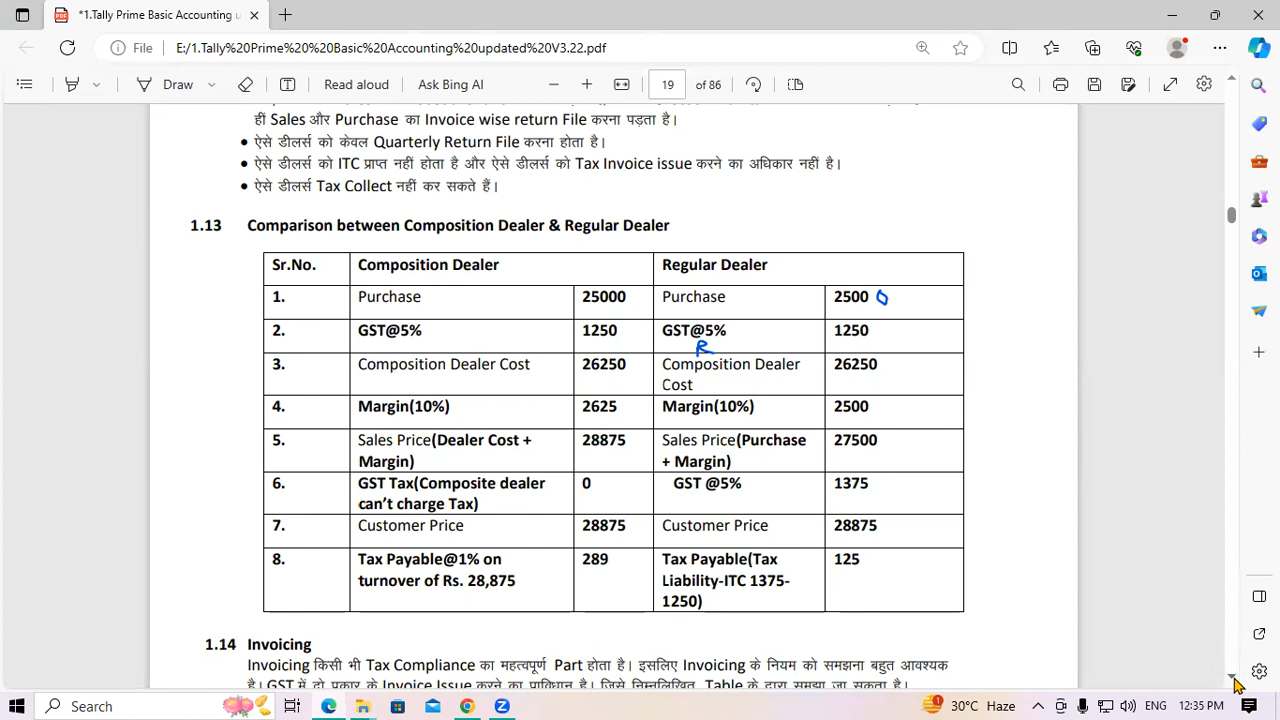 *1.Tally Prime Basic Accounting u
File
E:/1.Tally%20Prime%20%20Basic%20Accounting%20updated%20V3.22.pdf
Draw
Read aloud
Ask Bing AI
19
of 86
हीं Sales और Purchase का Invoice wise return File करना पड़ता है।
• ऐसे डीलर्स को केवल Quarterly Return File करना होता है।
• ऐसे डीलर्स को ITC प्राप्त नहीं होता है और ऐसे डीलर्स को Tax Invoice issue करने का अधिकार नहीं है।
• ऐसे डीलर्स Tax Collect नहीं कर सकते हैं।
1.13 Comparison between Composition Dealer & Regular Dealer
Sr.No. Composition Dealer Regular Dealer
1. Purchase 25000 Purchase 2500 0
2. GST@5% 1250 GST@5% 1250
R
3. Composition Dealer Cost 26250 Composition Dealer 26250
Cost
4. Margin(10%) 2625 Margin(10%) 2500
5. Sales Price(Dealer Cost + 28875 Sales Price(Purchase 27500
Margin) + Margin)
6. GST Tax(Composite dealer 0 GST @5% 1375
can't charge Tax)
7. Customer Price 28875 Customer Price 28875
8. Tax Payable@1% on 289 Tax Payable(Tax 125
turnover of Rs. 28,875 Liability-ITC 1375-
1250)
1.14 Invoicing
Invoicing किसी भी Tax Compliance का महत्वपूर्ण Part होता है। इसलिए Invoicing के नियम को समझना बहुत आवश्यक
है। GST में दो प्रकार के Invoice Issue करने का प्राविधान है। जिसे निम्नलिखित Table के द्वारा समझा जा सकता है।
Search
30°C Haze
ENG
12:35 PM